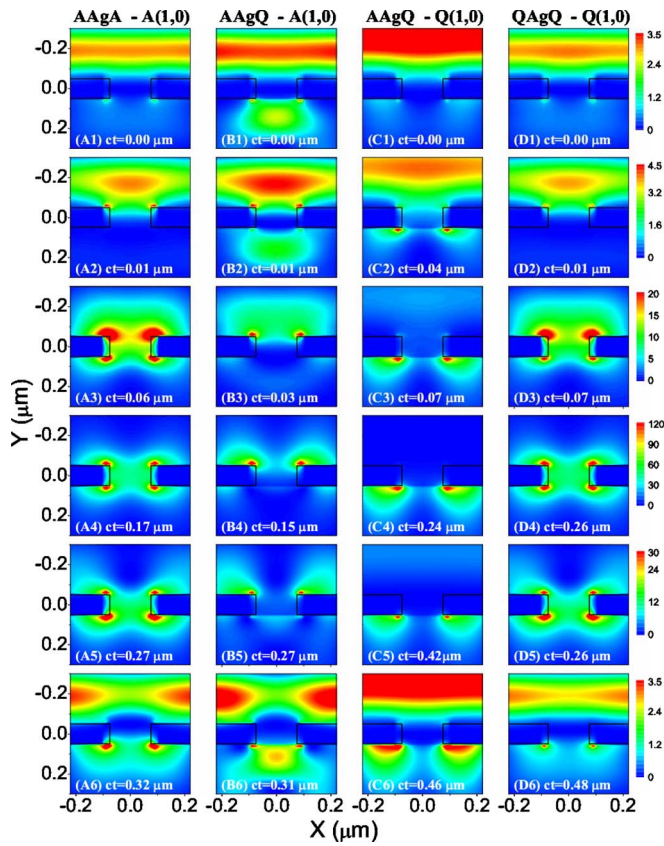 AAgA - A(1,0) AAgQ - A(1,0) AAgQ - Q(1,0) QAgQ - Q(1,0)
-0.2 0.0 0.2
(A1) ct=0.00 µm (B1) ct=0.00 µm (C1) ct=0.00 µm (D1) ct=0.00 µm
3.5 2.4 1.2 0
-0.2 0.0 0.2
(A2) ct=0.01 µm (B2) ct=0.01 µm (C2) ct=0.04 µm (D2) ct=0.01 µm
4.5 3.0 1.5 0
-0.2 0.0 0.2
(A3) ct=0.06 µm (B3) ct=0.03 µm (C3) ct=0.07 µm (D3) ct=0.07 µm
20 15 10 5 0
Y (µm)
-0.2 0.0 0.2
(A4) ct=0.17 µm (B4) ct=0.15 µm (C4) ct=0.24 µm (D4) ct=0.26 µm
120 90 60 30 0
-0.2 0.0 0.2
(A5) ct=0.27 µm (B5) ct=0.27 µm (C5) ct=0.42 µm (D5) ct=0.26 µm
30 24 12 6 0
-0.2 0.0 0.2
(A6) ct=0.32 µm (B6) ct=0.31 µm (C6) ct=0.46 µm (D6) ct=0.48 µm
3.5 2.4 1.2 0
-0.2 0.0 0.2 -0.2 0.0 0.2 -0.2 0.0 0.2 -0.2 0.0 0.2
X (µm)